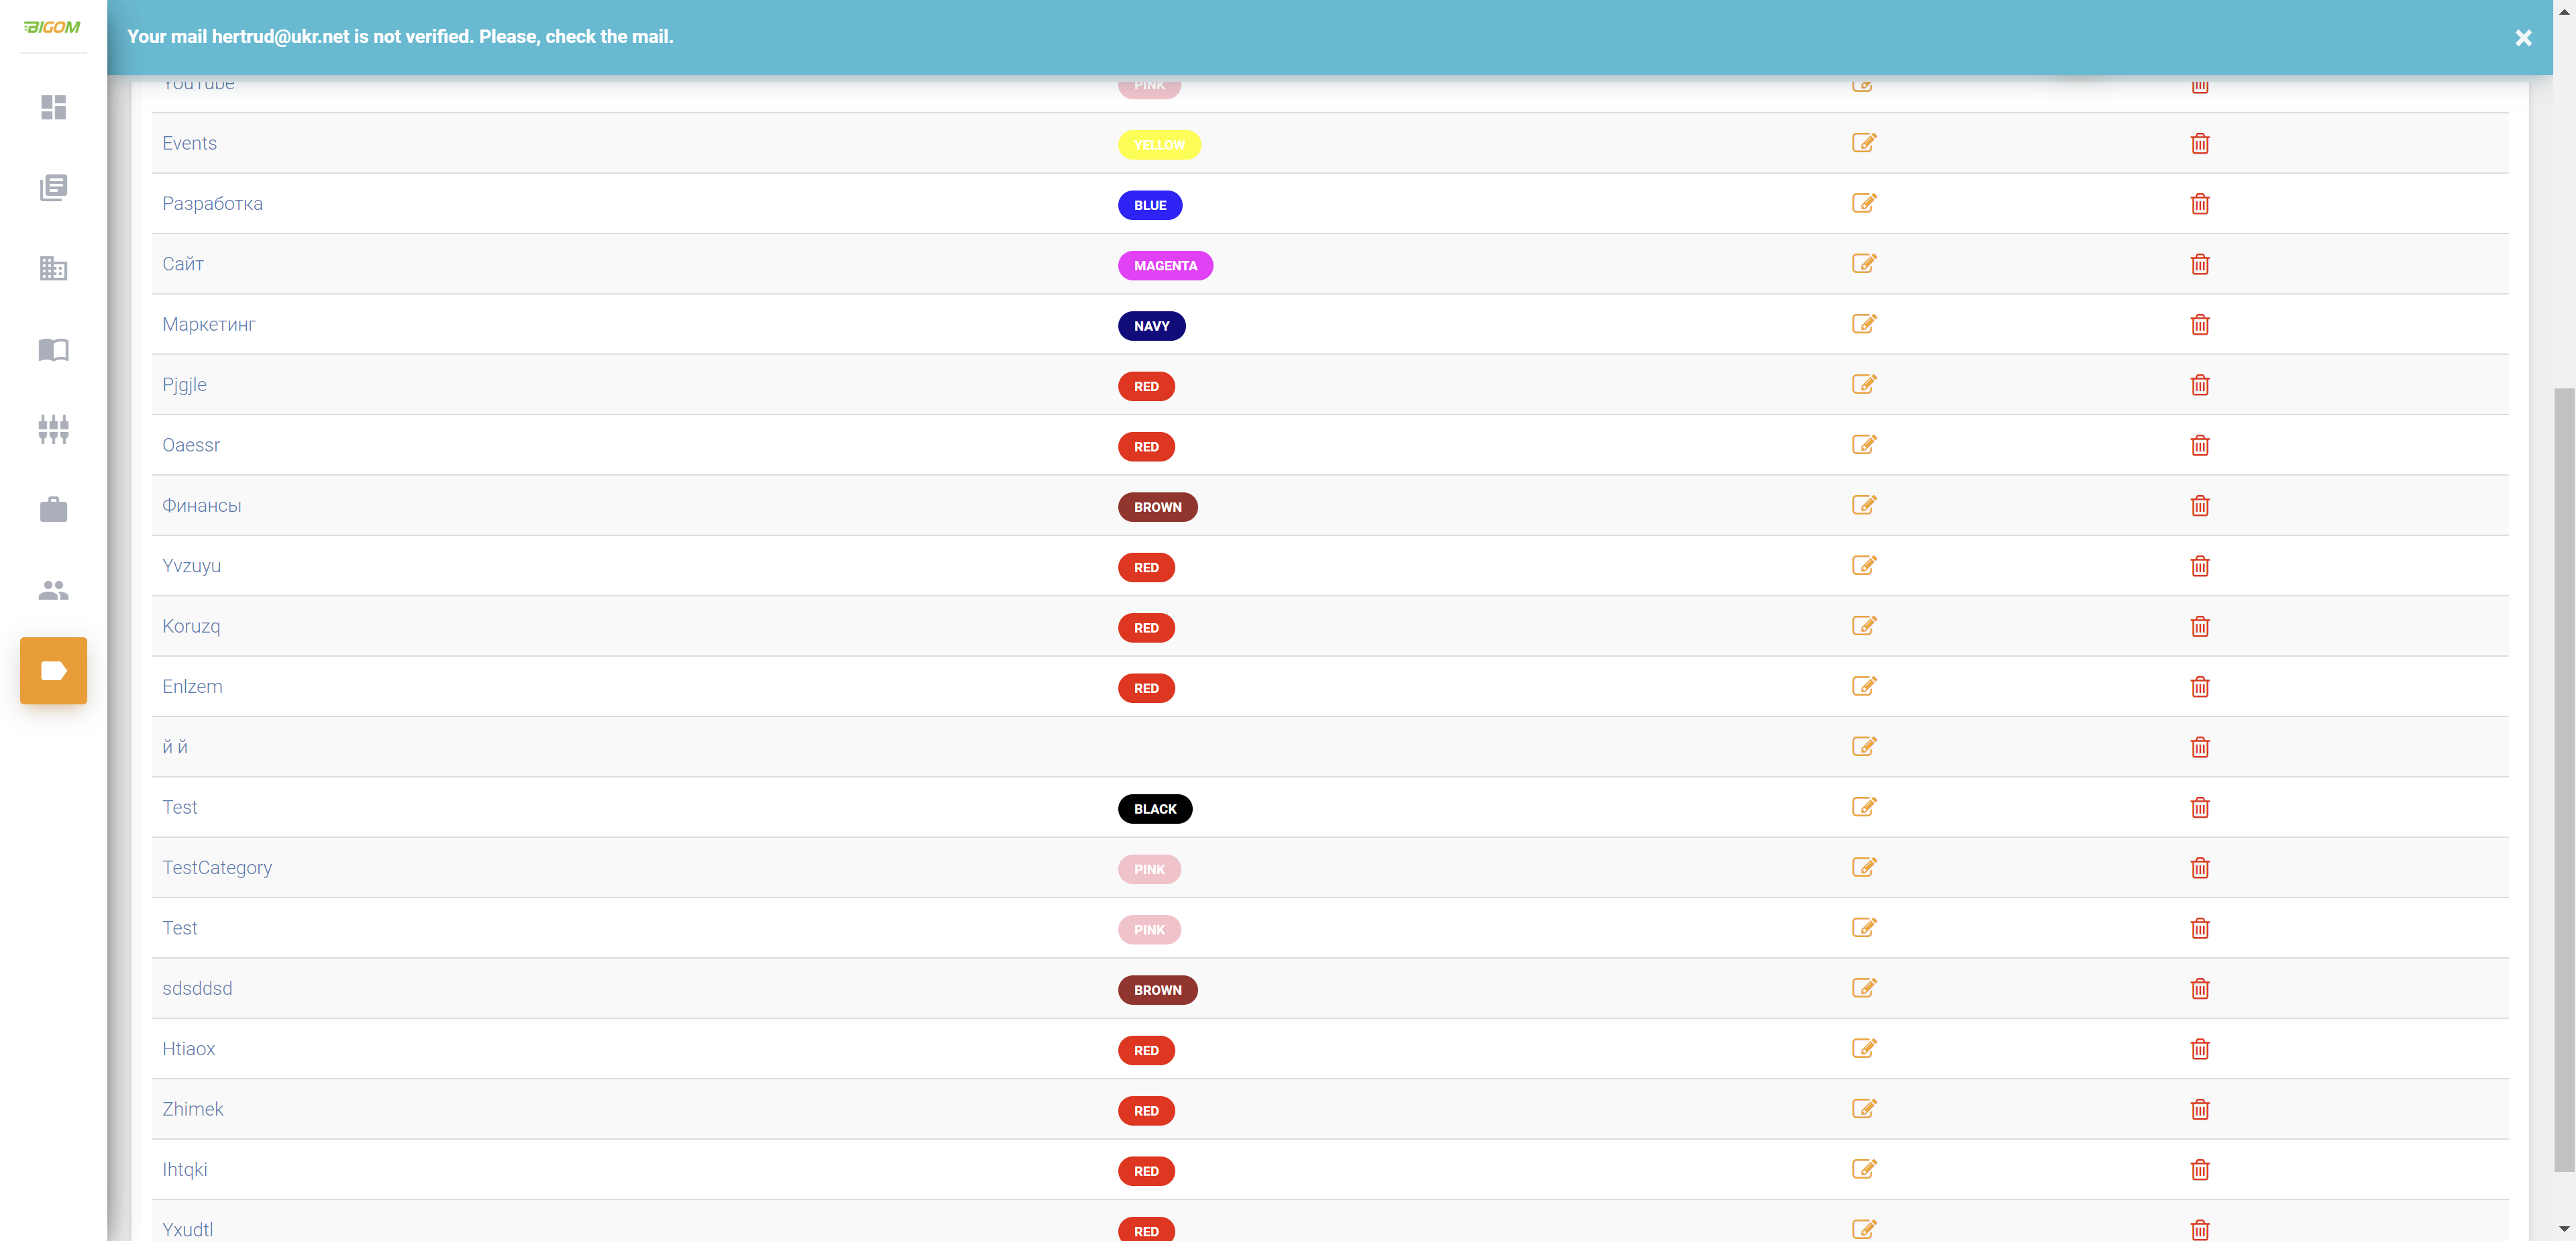 BIGOM
Your mail hertrud@ukr.net is not verified. Please, check the mail.
YouTube PINK
Events YELLOW
Разработка BLUE
Сайт MAGENTA
Маркетинг NAVY
Pjgjle RED
Oaessr RED
Финансы BROWN
Yvzuyu RED
Koruzq RED
Enlzem RED
й й
Test BLACK
TestCategory PINK
Test PINK
sdsddsd BROWN
Htiaox RED
Zhimek RED
Ihtqki RED
Yxudtl RED